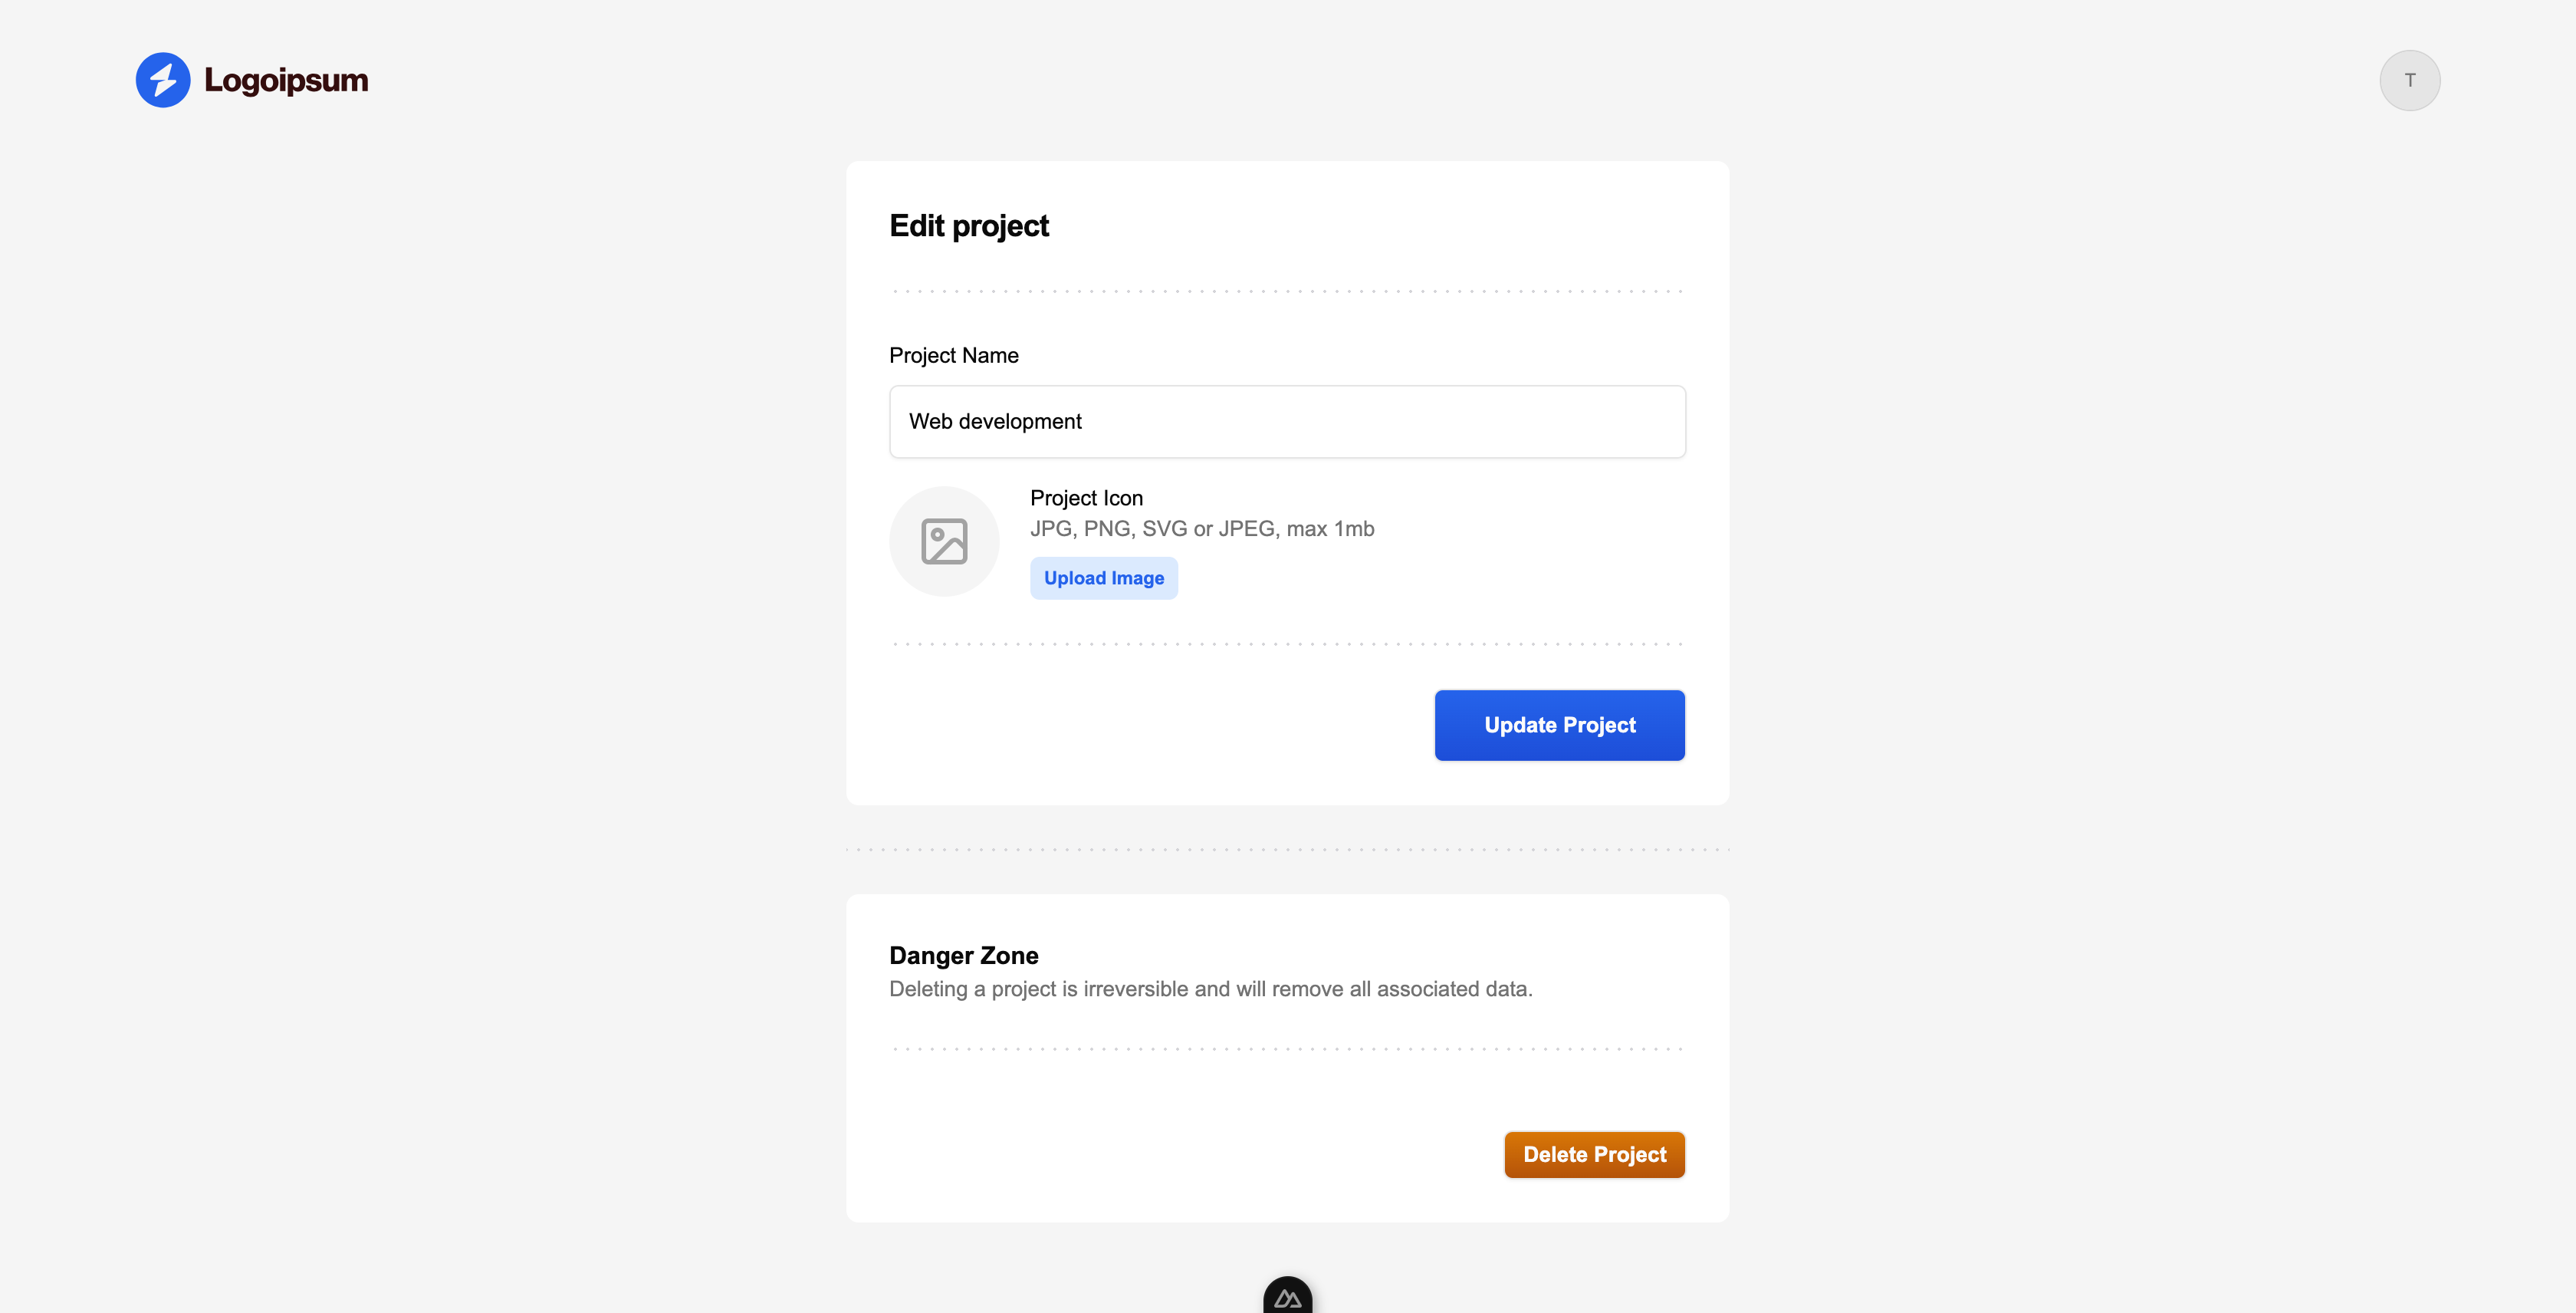 Logoipsum
T
Edit project
Project Name
Web development
Project Icon
JPG, PNG, SVG or JPEG, max 1mb
Upload Image
Update Project
Danger Zone
Deleting a project is irreversible and will remove all associated data.
Delete Project